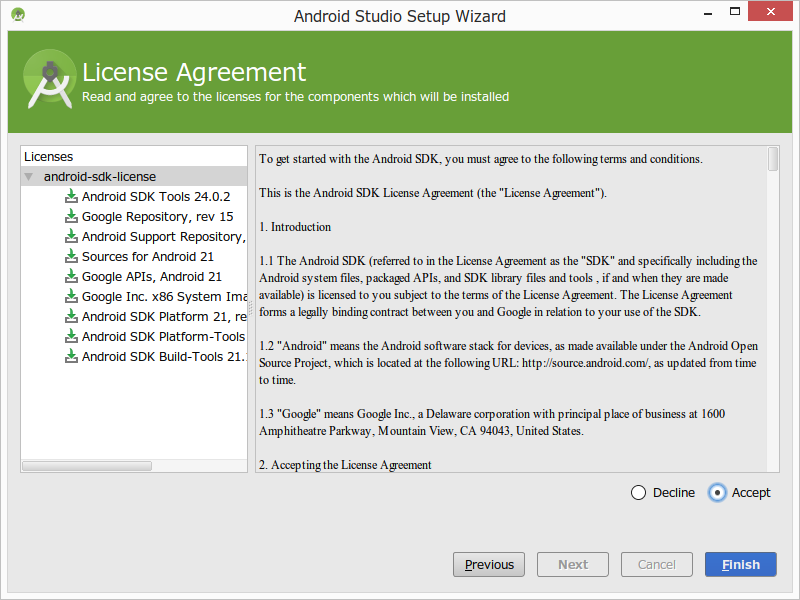 Android Studio Setup Wizard
License Agreement
Read and agree to the licenses for the components which will be installed
Licenses
android-sdk-license
Android SDK Tools 24.0.2
Google Repository, rev 15
Android Support Repository,
Sources for Android 21
Google APIs, Android 21
Google Inc. x86 System Ima
Android SDK Platform 21, re
Android SDK Platform-Tools
Android SDK Build-Tools 21.
To get started with the Android SDK, you must agree to the following terms and conditions.
This is the Android SDK License Agreement (the "License Agreement").
1. Introduction
1.1 The Android SDK (referred to in the License Agreement as the "SDK" and specifically including the
Android system files, packaged APIs, and SDK library files and tools , if and when they are made
available) is licensed to you subject to the terms of the License Agreement. The License Agreement
forms a legally binding contract between you and Google in relation to your use of the SDK.
1.2 "Android" means the Android software stack for devices, as made available under the Android Open
Source Project, which is located at the following URL: http://source.android.com/, as updated from time
to time.
1.3 "Google" means Google Inc., a Delaware corporation with principal place of business at 1600
Amphitheatre Parkway, Mountain View, CA 94043, United States.
2. Accepting the License Agreement
Decline Accept
Previous Next Cancel Finish